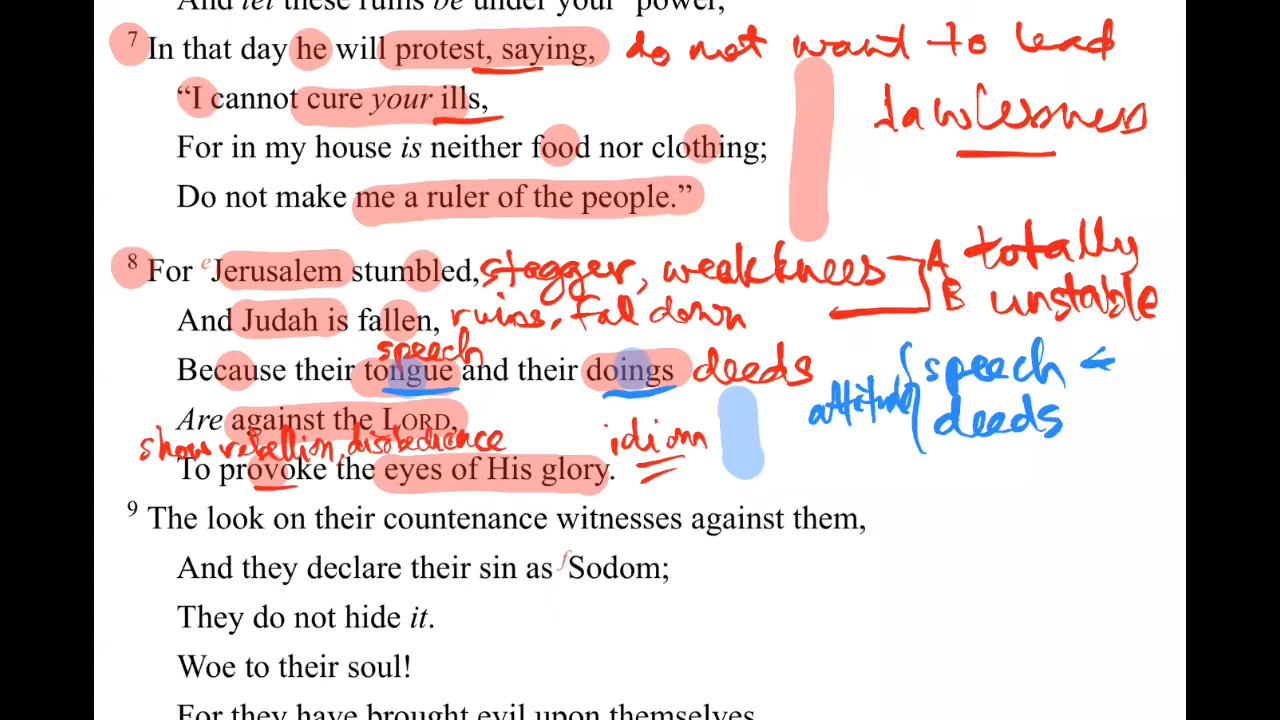 And let these ruins be under your power,"
7 In that day he will protest, saying, do not want to lead
"I cannot cure your ills, lawlessness
For in my house is neither food nor clothing;
Do not make me a ruler of the people."
8 For eJerusalem stumbled, stagger, weak knees A totally
And Judah is fallen, ruins, fall down B unstable
speech
Because their tongue and their doings deeds attitude { speech ←
Are against the LORD, deeds
show rebellion, disobedience idiom
To provoke the eyes of His glory.
9 The look on their countenance witnesses against them,
And they declare their sin as fSodom;
They do not hide it.
Woe to their soul!
For they have brought evil upon themselves